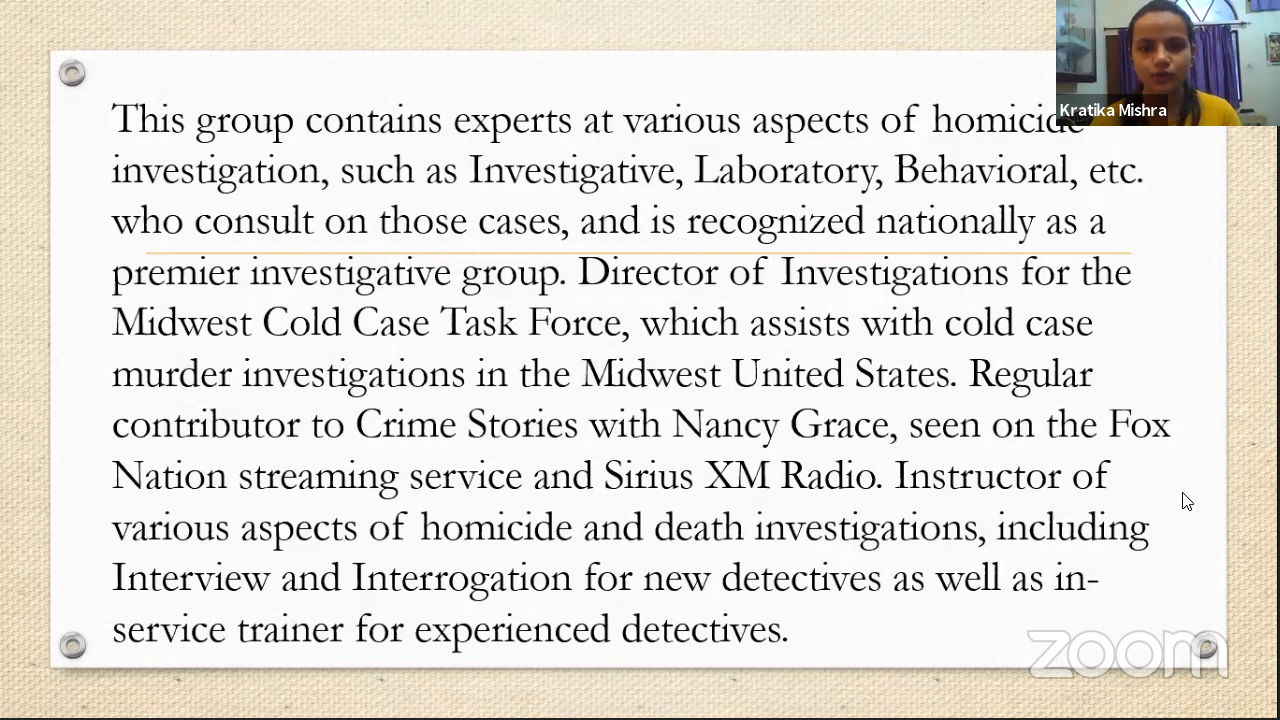 This group contains experts at various aspects of homicide
investigation, such as Investigative, Laboratory, Behavioral, etc.
who consult on those cases, and is recognized nationally as a
premier investigative group. Director of Investigations for the
Midwest Cold Case Task Force, which assists with cold case
murder investigations in the Midwest United States. Regular
contributor to Crime Stories with Nancy Grace, seen on the Fox
Nation streaming service and Sirius XM Radio. Instructor of
various aspects of homicide and death investigations, including
Interview and Interrogation for new detectives as well as in-
service trainer for experienced detectives.
Kratika Mishra
zoom